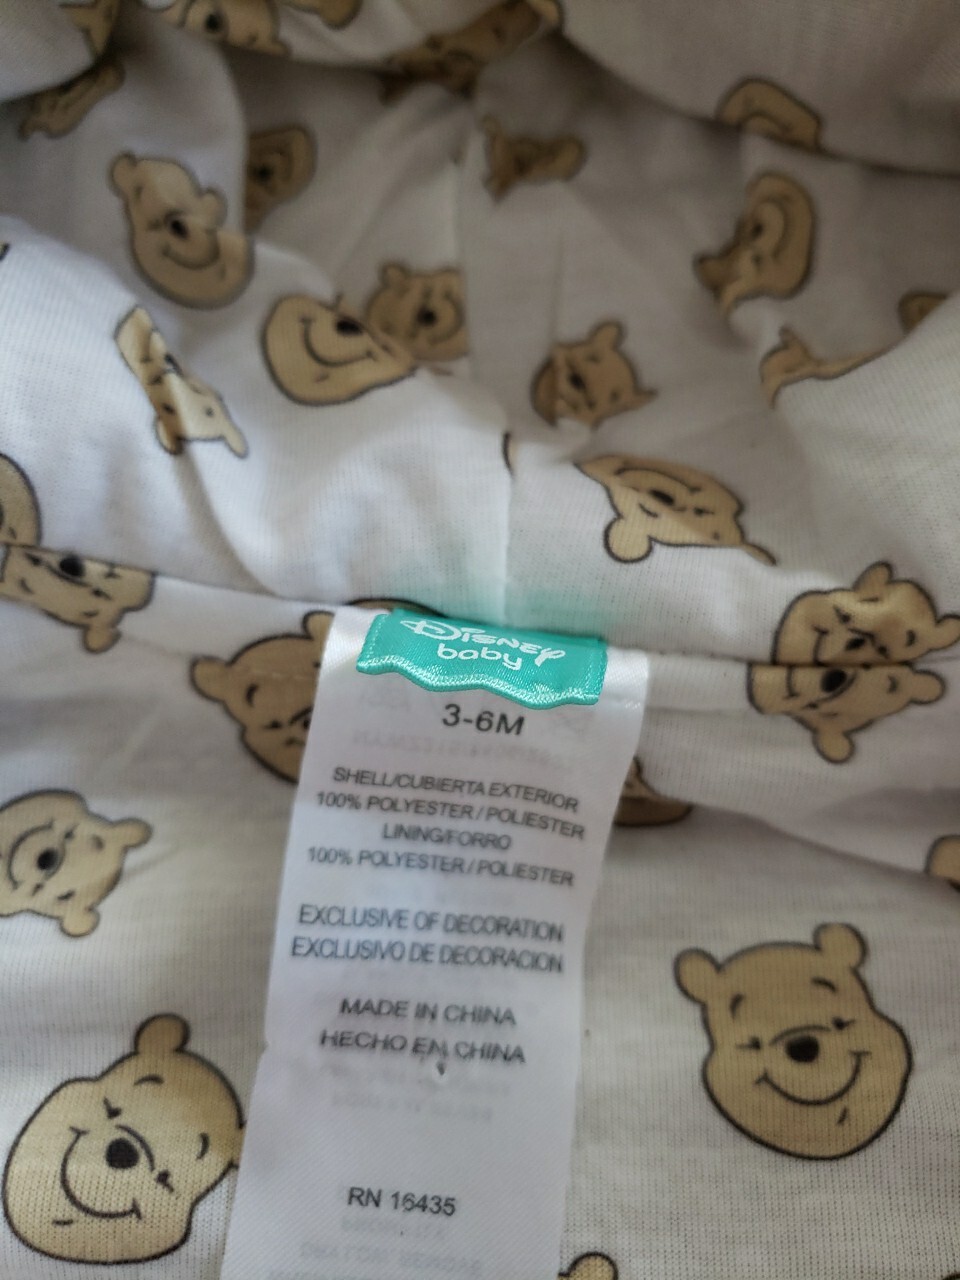 Disney
baby
3-6M
SHELL/CUBIERTA EXTERIOR
100% POLYESTER / POLIESTER
LINING/FORRO
100% POLYESTER / POLIESTER
EXCLUSIVE OF DECORATION
EXCLUSIVO DE DECORACION
MADE IN CHINA
HECHO EN CHINA
RN 16435